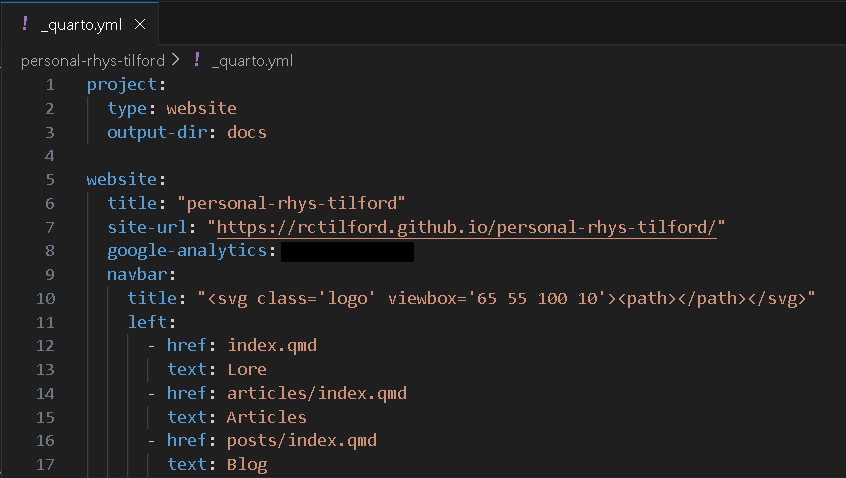 _quarto.yml
personal-rhys-tilford > _quarto.yml
1 project:
2 type: website
3 output-dir: docs
4
5 website:
6 title: "personal-rhys-tilford"
7 site-url: "https://rctilford.github.io/personal-rhys-tilford/"
8 google-analytics:
9 navbar:
10 title: "<svg class='logo' viewbox='65 55 100 10'><path></path></svg>"
11 left:
12 - href: index.qmd
13 text: Lore
14 - href: articles/index.qmd
15 text: Articles
16 - href: posts/index.qmd
17 text: Blog